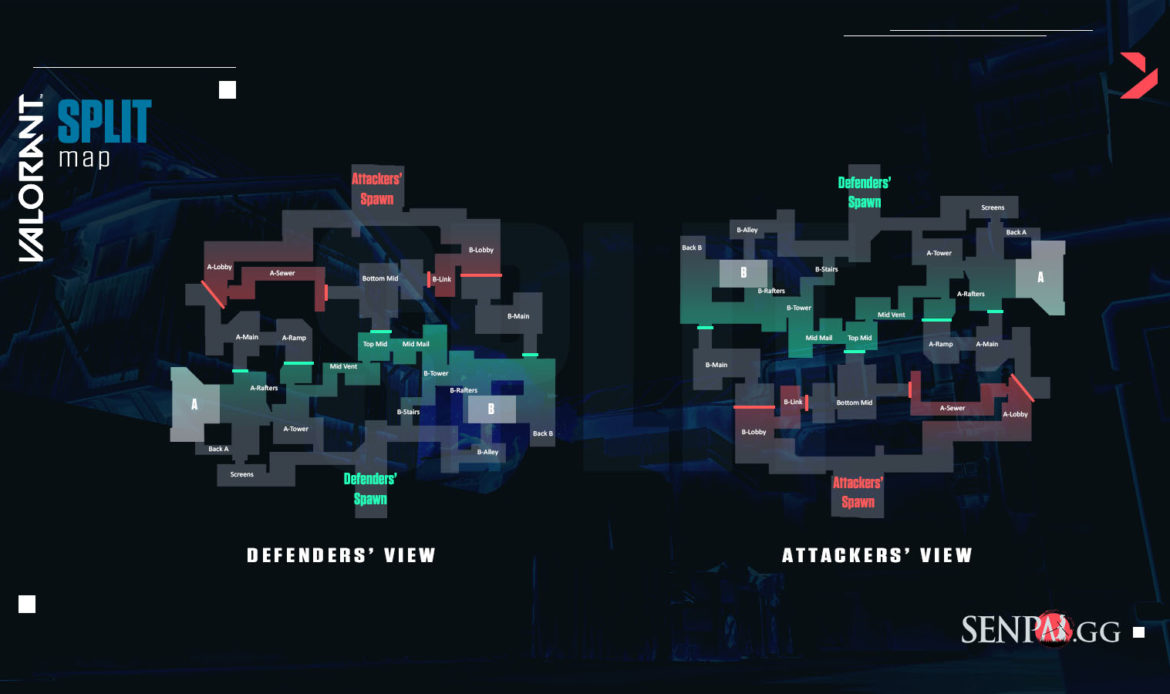 VALORANT
SPLIT
map
Attackers'
Spawn
A-Lobby
A-Sewer
Bottom Mid
B-Link
B-Lobby
B-Main
A-Main
A-Ramp
Top Mid
Mid Mail
Mid Vent
B-Tower
A-Rafters
B-Rafters
A
B
B-Stairs
A-Tower
Back B
Back A
B-Alley
Screens
Defenders'
Spawn
DEFENDERS' VIEW
Defenders'
Spawn
Screens
B-Alley
Back A
Back B
A-Tower
B-Stairs
B
A
B-Rafters
A-Rafters
B-Tower
Mid Vent
Mid Mail
Top Mid
A-Ramp
A-Main
B-Main
B-Link
Bottom Mid
A-Sewer
A-Lobby
B-Lobby
Attackers'
Spawn
ATTACKERS' VIEW
SENPAI.GG